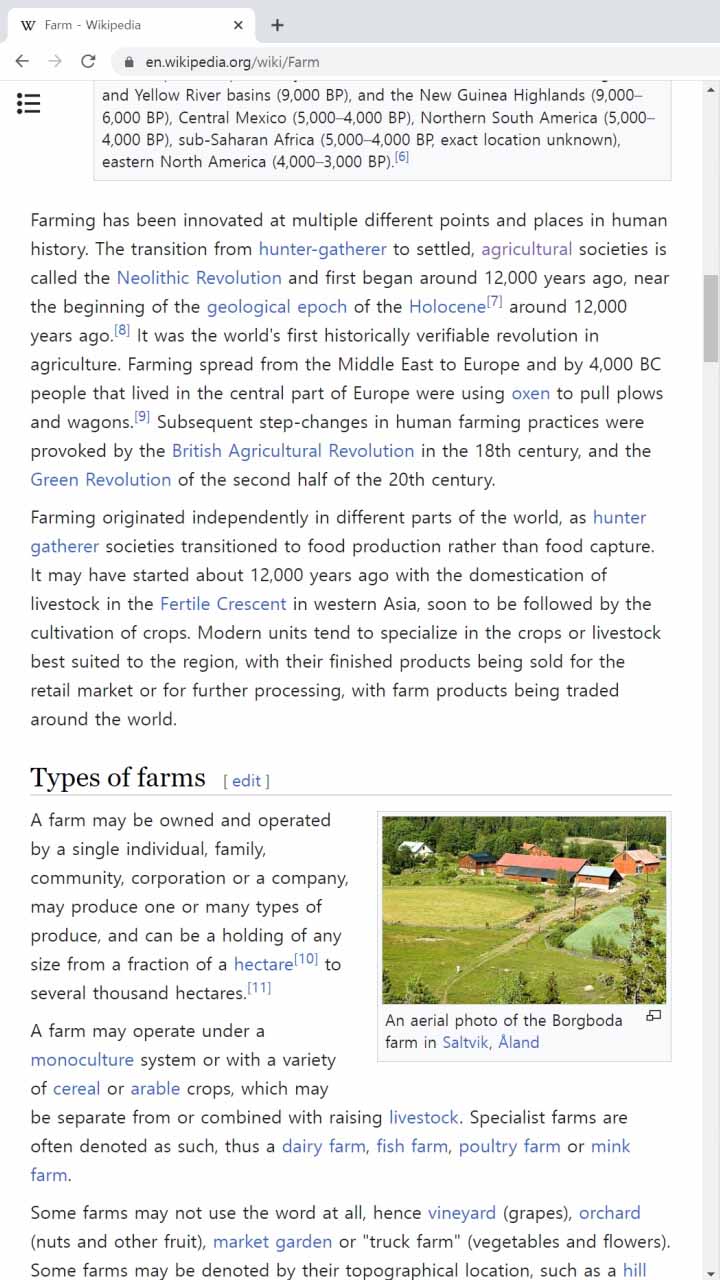 Farm - Wikipedia
en.wikipedia.org/wiki/Farm
and Yellow River basins (9,000 BP), and the New Guinea Highlands (9,000–
6,000 BP), Central Mexico (5,000–4,000 BP), Northern South America (5,000–
4,000 BP), sub-Saharan Africa (5,000–4,000 BP, exact location unknown),
eastern North America (4,000–3,000 BP).[6]
Farming has been innovated at multiple different points and places in human
history. The transition from hunter-gatherer to settled, agricultural societies is
called the Neolithic Revolution and first began around 12,000 years ago, near
the beginning of the geological epoch of the Holocene[7] around 12,000
years ago.[8] It was the world's first historically verifiable revolution in
agriculture. Farming spread from the Middle East to Europe and by 4,000 BC
people that lived in the central part of Europe were using oxen to pull plows
and wagons.[9] Subsequent step-changes in human farming practices were
provoked by the British Agricultural Revolution in the 18th century, and the
Green Revolution of the second half of the 20th century.
Farming originated independently in different parts of the world, as hunter
gatherer societies transitioned to food production rather than food capture.
It may have started about 12,000 years ago with the domestication of
livestock in the Fertile Crescent in western Asia, soon to be followed by the
cultivation of crops. Modern units tend to specialize in the crops or livestock
best suited to the region, with their finished products being sold for the
retail market or for further processing, with farm products being traded
around the world.
Types of farms [ edit ]
A farm may be owned and operated
by a single individual, family,
community, corporation or a company,
may produce one or many types of
produce, and can be a holding of any
size from a fraction of a hectare[10] to
several thousand hectares.[11]
An aerial photo of the Borgboda
farm in Saltvik, Åland
A farm may operate under a
monoculture system or with a variety
of cereal or arable crops, which may
be separate from or combined with raising livestock. Specialist farms are
often denoted as such, thus a dairy farm, fish farm, poultry farm or mink
farm.
Some farms may not use the word at all, hence vineyard (grapes), orchard
(nuts and other fruit), market garden or "truck farm" (vegetables and flowers).
Some farms may be denoted by their topographical location, such as a hill